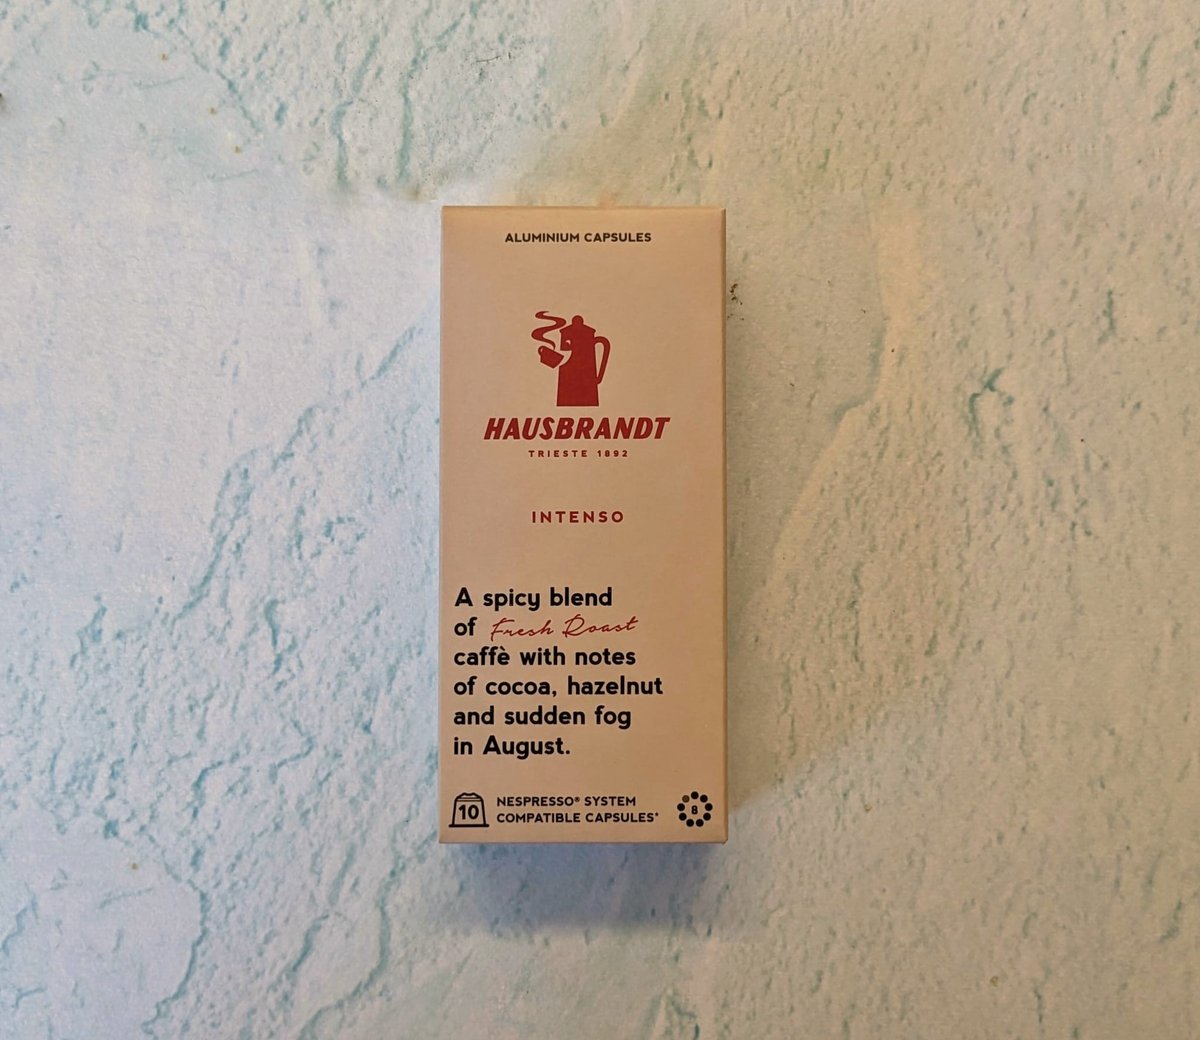 ALUMINIUM CAPSULES
HAUSBRANDT
TRIESTE 1892
INTENSO
A spicy blend
of Fresh Roast
caffè with notes
of cocoa, hazelnut
and sudden fog
in August.
10
NESPRESSO® SYSTEM
COMPATIBLE CAPSULES*
8